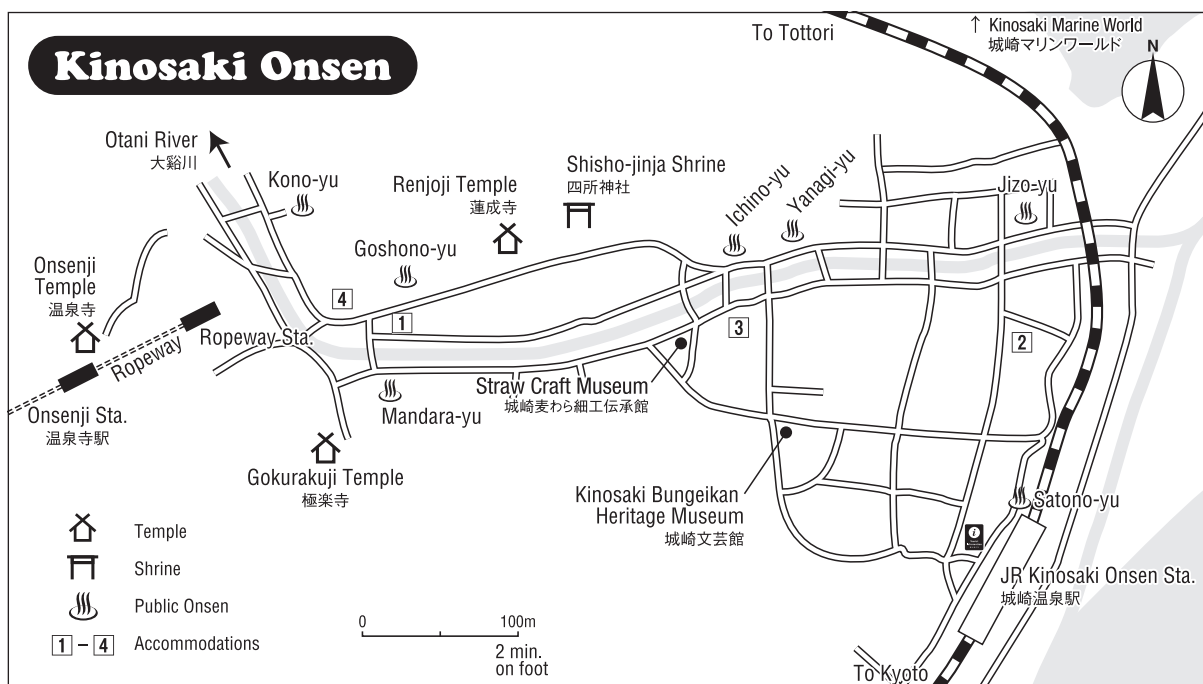 Kinosaki Onsen
To Tottori
↑ Kinosaki Marine World
城崎マリンワールド
N
Otani River
大谿川
Kono-yu
Renjoji Temple
蓮成寺
Shisho-jinja Shrine
四所神社
Ichino-yu
Yanagi-yu
Jizo-yu
Goshono-yu
Onsenji
Temple
温泉寺
4
1
3
2
Ropeway Sta.
Ropeway
Onsenji Sta.
温泉寺駅
Mandara-yu
Straw Craft Museum
城崎麦わら細工伝承館
Gokurakuji Temple
極楽寺
Kinosaki Bungeikan
Heritage Museum
城崎文芸館
Satono-yu
i
JR Kinosaki Onsen Sta.
城崎温泉駅
To Kyoto
Temple
Shrine
Public Onsen
1 – 4 Accommodations
0 100m
2 min.
on foot